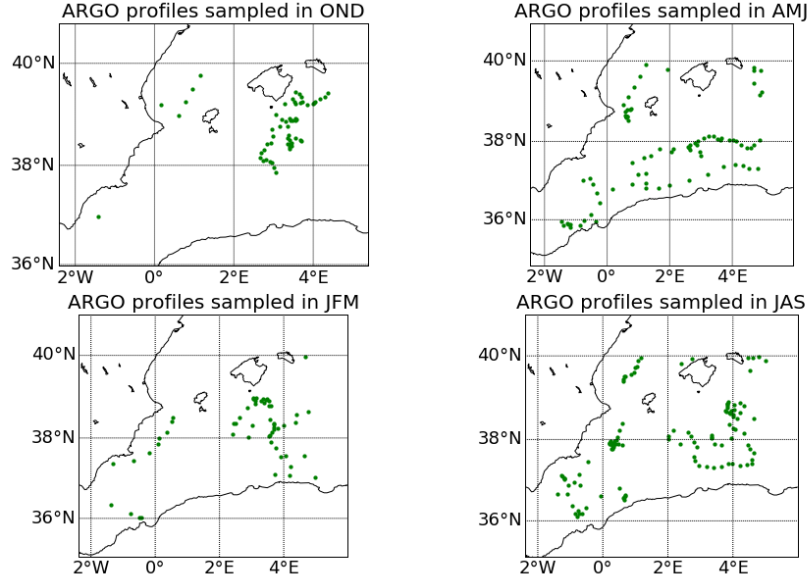 ARGO profiles sampled in OND
40°N
38°N
36°N
2°W 0° 2°E 4°E
ARGO profiles sampled in AMJ
40°N
38°N
36°N
2°W 0° 2°E 4°E
ARGO profiles sampled in JFM
40°N
38°N
36°N
2°W 0° 2°E 4°E
ARGO profiles sampled in JAS
40°N
38°N
36°N
2°W 0° 2°E 4°E